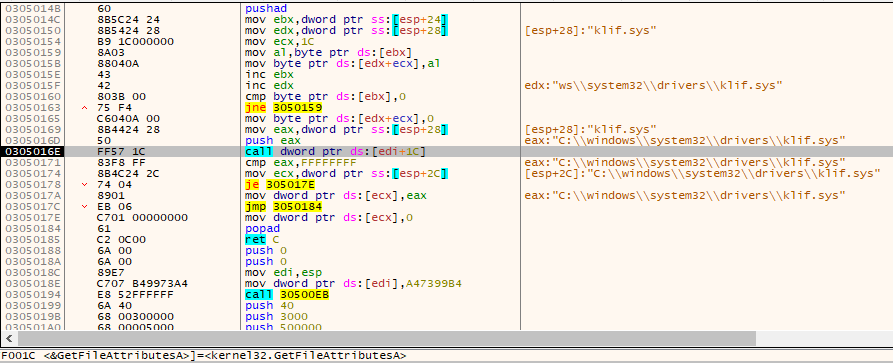 0305014B 60 pushad
0305014C 8B5C24 24 mov ebx,dword ptr ss:[esp+24]
03050150 8B5424 28 mov edx,dword ptr ss:[esp+28] [esp+28]:"klif.sys"
03050154 B9 1C000000 mov ecx,1C
03050159 8A03 mov al,byte ptr ds:[ebx]
0305015B 88040A mov byte ptr ds:[edx+ecx],al
0305015E 43 inc ebx
0305015F 42 inc edx edx:"ws\\system32\\drivers\\klif.sys"
03050160 803B 00 cmp byte ptr ds:[ebx],0
03050163 75 F4 jne 3050159
03050165 C6040A 00 mov byte ptr ds:[edx+ecx],0
03050169 8B4424 28 mov eax,dword ptr ss:[esp+28] [esp+28]:"klif.sys"
0305016D 50 push eax eax:"C:\\windows\\system32\\drivers\\klif.sys"
0305016E FF57 1C call dword ptr ds:[edi+1C]
03050171 83F8 FF cmp eax,FFFFFFFF eax:"C:\\windows\\system32\\drivers\\klif.sys"
03050174 8B4C24 2C mov ecx,dword ptr ss:[esp+2C] [esp+2C]:"C:\\windows\\system32\\drivers\\klif.sys"
03050178 74 04 je 305017E
0305017A 8901 mov dword ptr ds:[ecx],eax eax:"C:\\windows\\system32\\drivers\\klif.sys"
0305017C EB 06 jmp 3050184
0305017E C701 00000000 mov dword ptr ds:[ecx],0
03050184 61 popad
03050185 C2 0C00 ret C
03050188 6A 00 push 0
0305018A 6A 00 push 0
0305018C 89E7 mov edi,esp
0305018E C707 B49973A4 mov dword ptr ds:[edi],A47399B4
03050194 E8 52FFFFFF call 30500EB
03050199 6A 40 push 40
0305019B 68 00300000 push 3000
030501A0 68 00005000 push 500000
F001C <&GetFileAttributesA>]=<kernel32.GetFileAttributesA>